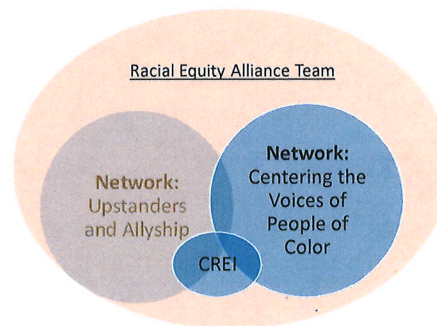 Racial Equity Alliance Team
Network:
Upstanders
and Allyship
Network:
Centering the
Voices of
People of
Color
CREI